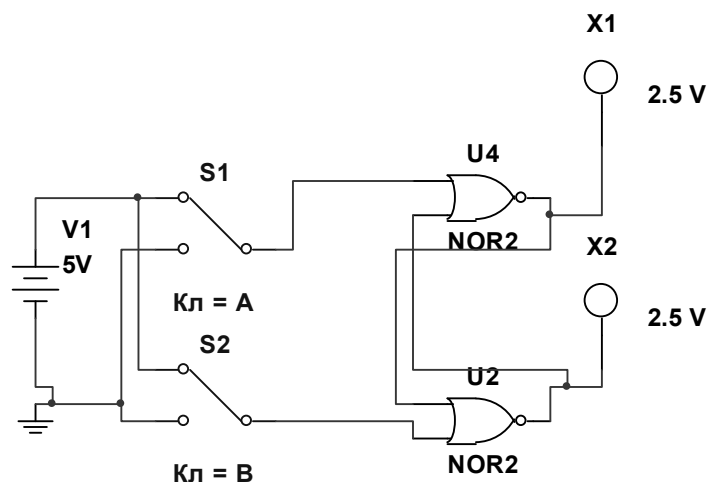 X1
2.5 V
U4
S1
V1
NOR2
X2
5V
Кл = A
2.5 V
S2
U2
NOR2
Кл = B